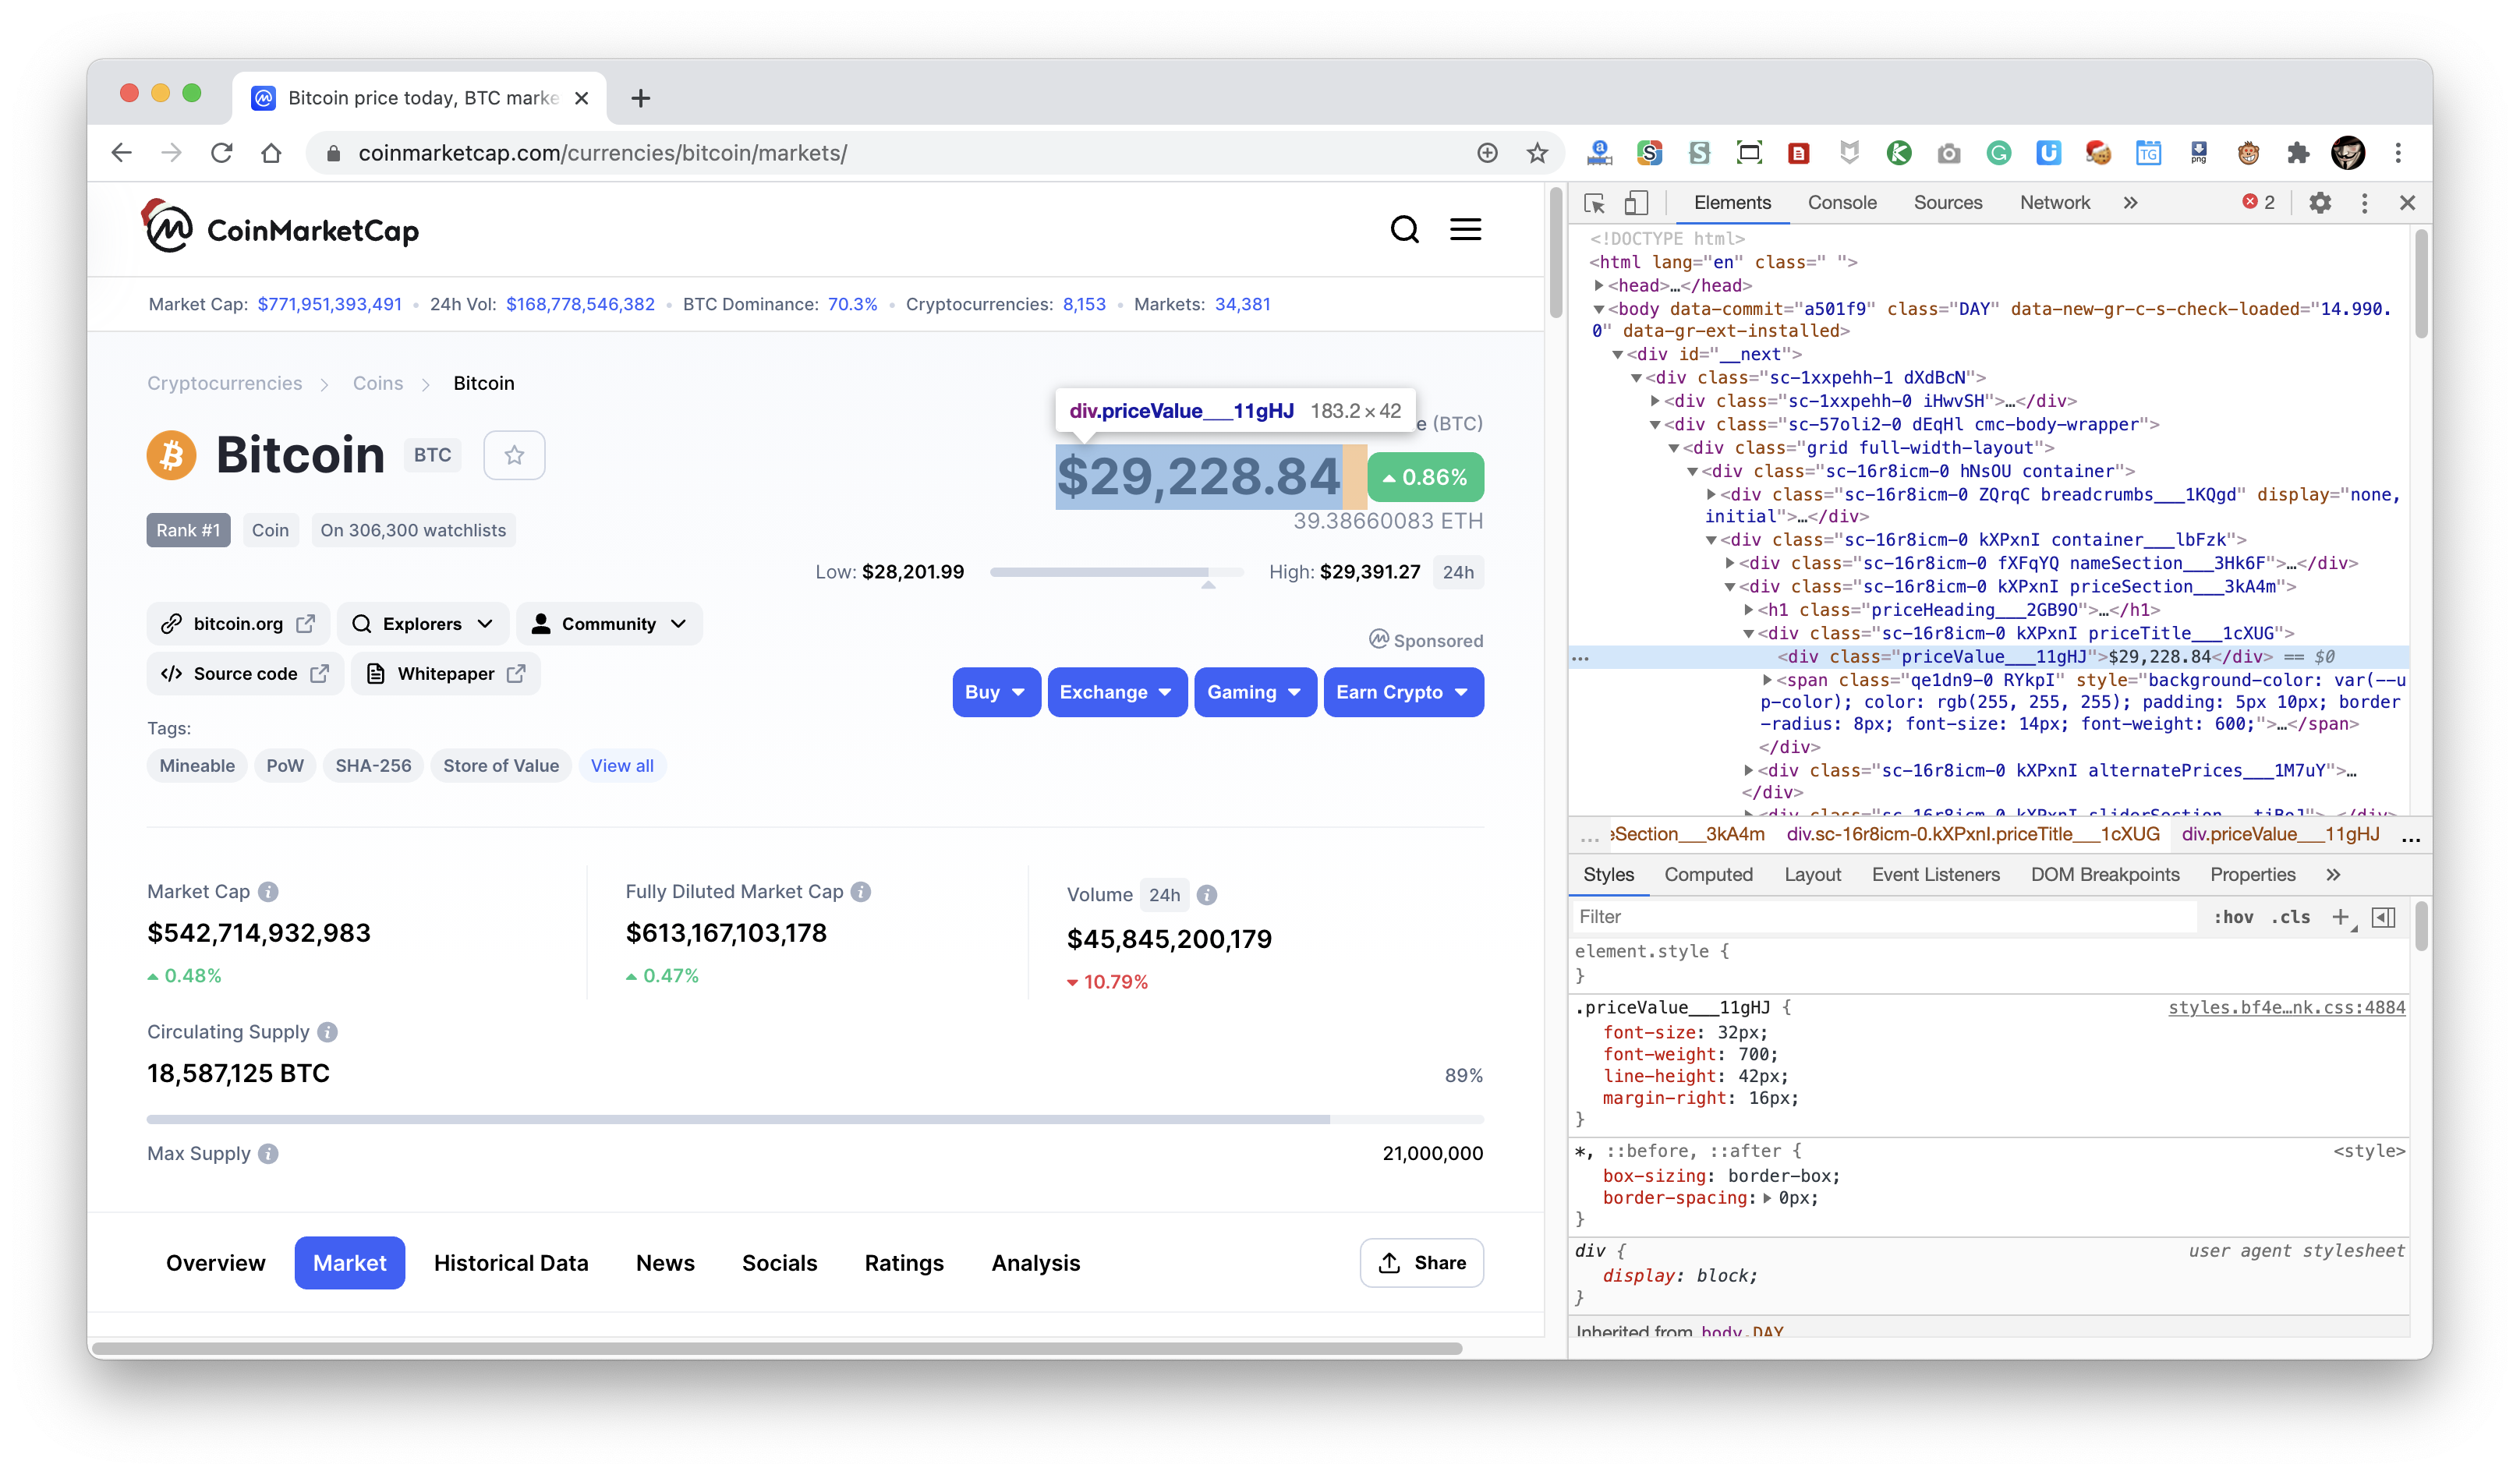 Bitcoin price today, BTC marke
coinmarketcap.com/currencies/bitcoin/markets/
CoinMarketCap
Market Cap: $771,951,393,491 • 24h Vol: $168,778,546,382 • BTC Dominance: 70.3% • Cryptocurrencies: 8,153 • Markets: 34,381
Cryptocurrencies > Coins > Bitcoin
div.priceValue___11gHJ 183.2 × 42
e (BTC)
Bitcoin BTC
$29,228.84 0.86%
39.38660083 ETH
Rank #1 Coin On 306,300 watchlists
Low: $28,201.99 High: $29,391.27 24h
bitcoin.org Explorers Community
Sponsored
Source code Whitepaper
Buy Exchange Gaming Earn Crypto
Tags:
Mineable PoW SHA-256 Store of Value View all
Market Cap
$542,714,932,983
0.48%
Fully Diluted Market Cap
$613,167,103,178
0.47%
Volume 24h
$45,845,200,179
10.79%
Circulating Supply
18,587,125 BTC
89%
Max Supply
21,000,000
Overview Market Historical Data News Socials Ratings Analysis Share
Elements Console Sources Network » 2
<!DOCTYPE html>
<html lang="en" class=" ">
<head>…</head>
<body data-commit="a501f9" class="DAY" data-new-gr-c-s-check-loaded="14.990.
0" data-gr-ext-installed>
<div id="__next">
<div class="sc-1xxpehh-1 dXdBcN">
<div class="sc-1xxpehh-0 iHwvSH">…</div>
<div class="sc-57oli2-0 dEqHl cmc-body-wrapper">
<div class="grid full-width-layout">
<div class="sc-16r8icm-0 hNsOU container">
<div class="sc-16r8icm-0 ZQrqC breadcrumbs___1KQgd" display="none,
initial">…</div>
<div class="sc-16r8icm-0 kXPxnI container___lbFzk">
<div class="sc-16r8icm-0 fXFqYQ nameSection___3Hk6F">…</div>
<div class="sc-16r8icm-0 kXPxnI priceSection___3kA4m">
<h1 class="priceHeading___2GB9O">…</h1>
<div class="sc-16r8icm-0 kXPxnI priceTitle___1cXUG">
<div class="priceValue___11gHJ">$29,228.84</div> == $0
<span class="qe1dn9-0 RYkpI" style="background-color: var(--u
p-color); color: rgb(255, 255, 255); padding: 5px 10px; border
-radius: 8px; font-size: 14px; font-weight: 600;">…</span>
</div>
<div class="sc-16r8icm-0 kXPxnI alternatePrices___1M7uY">…
</div>
<div class="sc-16r8icm-0 kXPxnI sliderSection___tjBoJ">…</div>
… eSection___3kA4m div.sc-16r8icm-0.kXPxnI.priceTitle___1cXUG div.priceValue___11gHJ …
Styles Computed Layout Event Listeners DOM Breakpoints Properties »
Filter :hov .cls +
element.style {
}
.priceValue___11gHJ { styles.bf4e…nk.css:4884
font-size: 32px;
font-weight: 700;
line-height: 42px;
margin-right: 16px;
}
*, ::before, ::after { <style>
box-sizing: border-box;
border-spacing: 0px;
}
div { user agent stylesheet
display: block;
}
Inherited from body.DAY